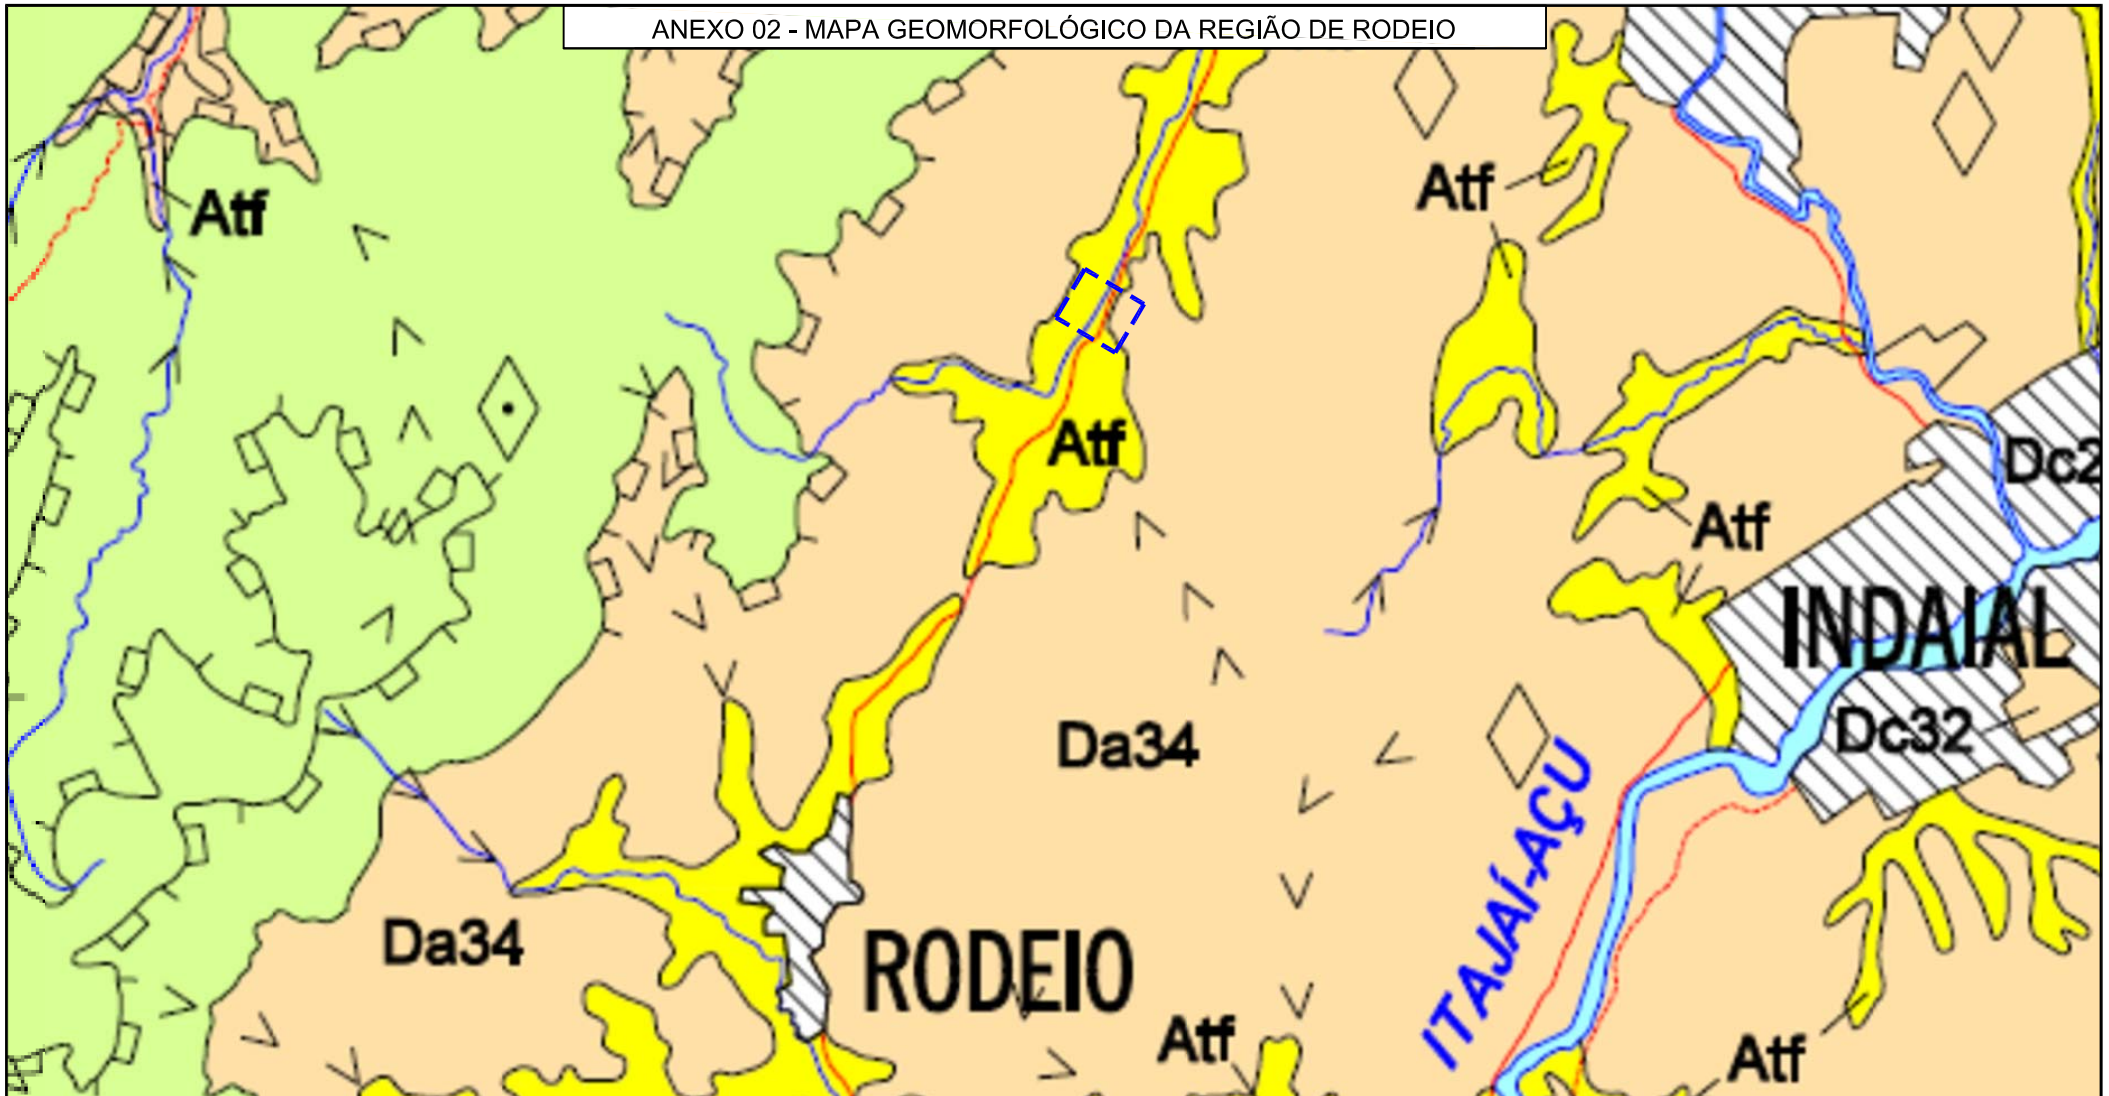 ANEXO 02 - MAPA GEOMORFOLÓGICO DA REGIÃO DE RODEIO
Atf
Atf
Atf
Dc2
Atf
INDAIAL
Da34
Dc32
ITAJAÍ-AÇU
Da34
RODEIO
Atf
Atf